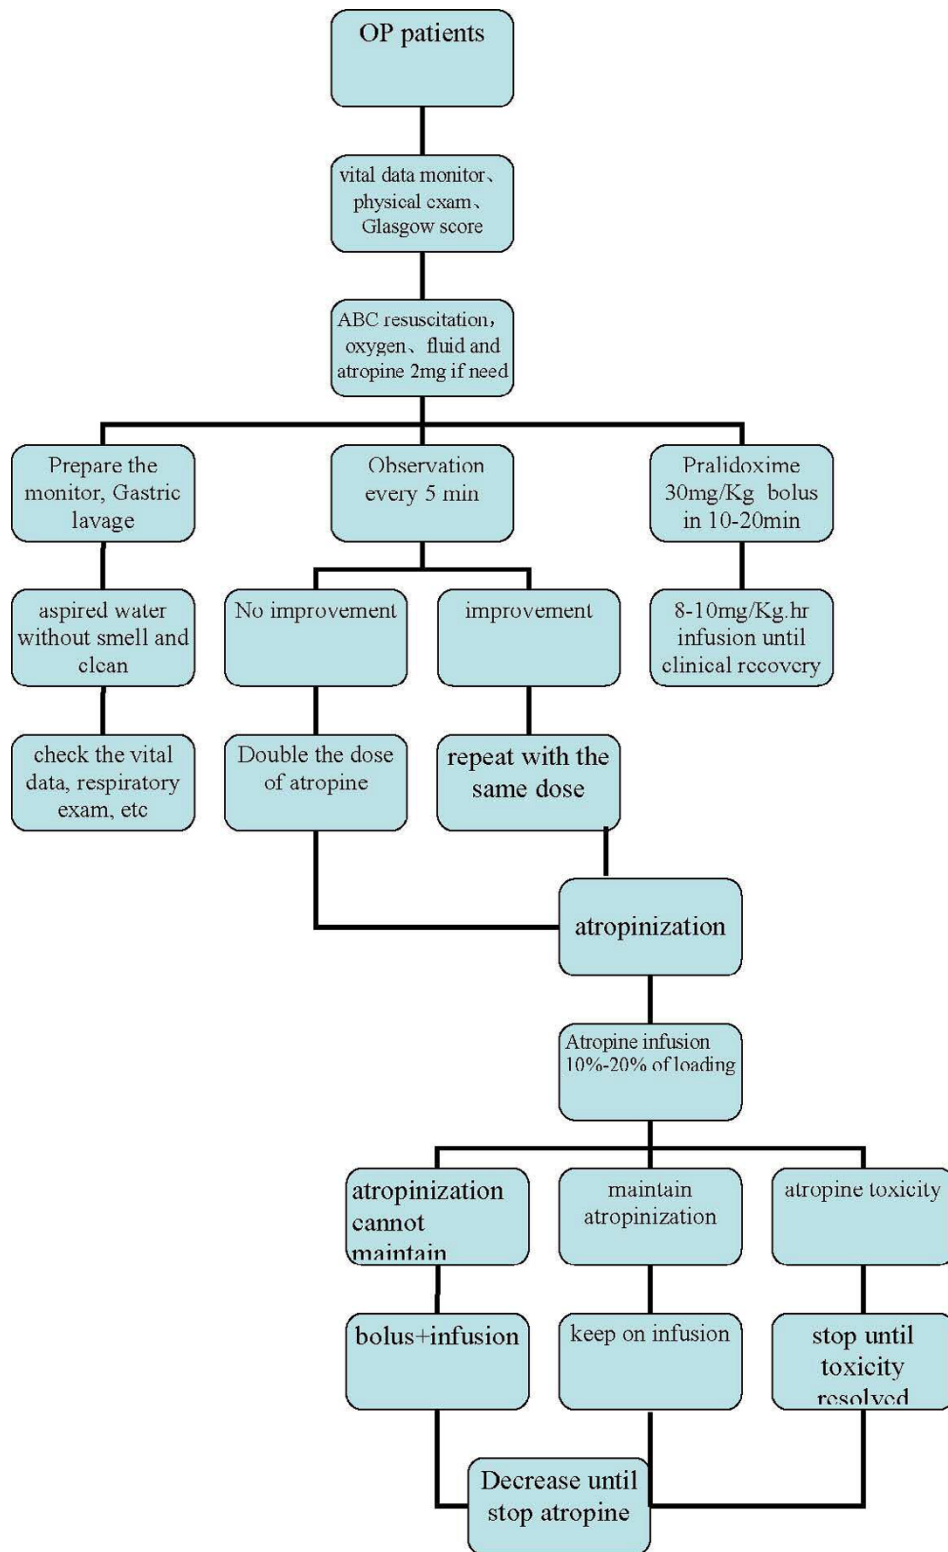 OP patients
vital data monitor、
physical exam、
Glasgow score
ABC resuscitation，
oxygen、fluid and
atropine 2mg if need
Prepare the
monitor, Gastric
lavage
Observation
every 5 min
Pralidoxime
30mg/Kg bolus
in 10-20min
aspired water
without smell and
clean
No improvement
improvement
8-10mg/Kg.hr
infusion until
clinical recovery
check the vital
data, respiratory
exam, etc
Double the dose
of atropine
repeat with the
same dose
atropinization
Atropine infusion
10%-20% of loading
atropinization
cannot
maintain
maintain
atropinization
atropine toxicity
bolus+infusion
keep on infusion
stop until
toxicity
resolved
Decrease until
stop atropine